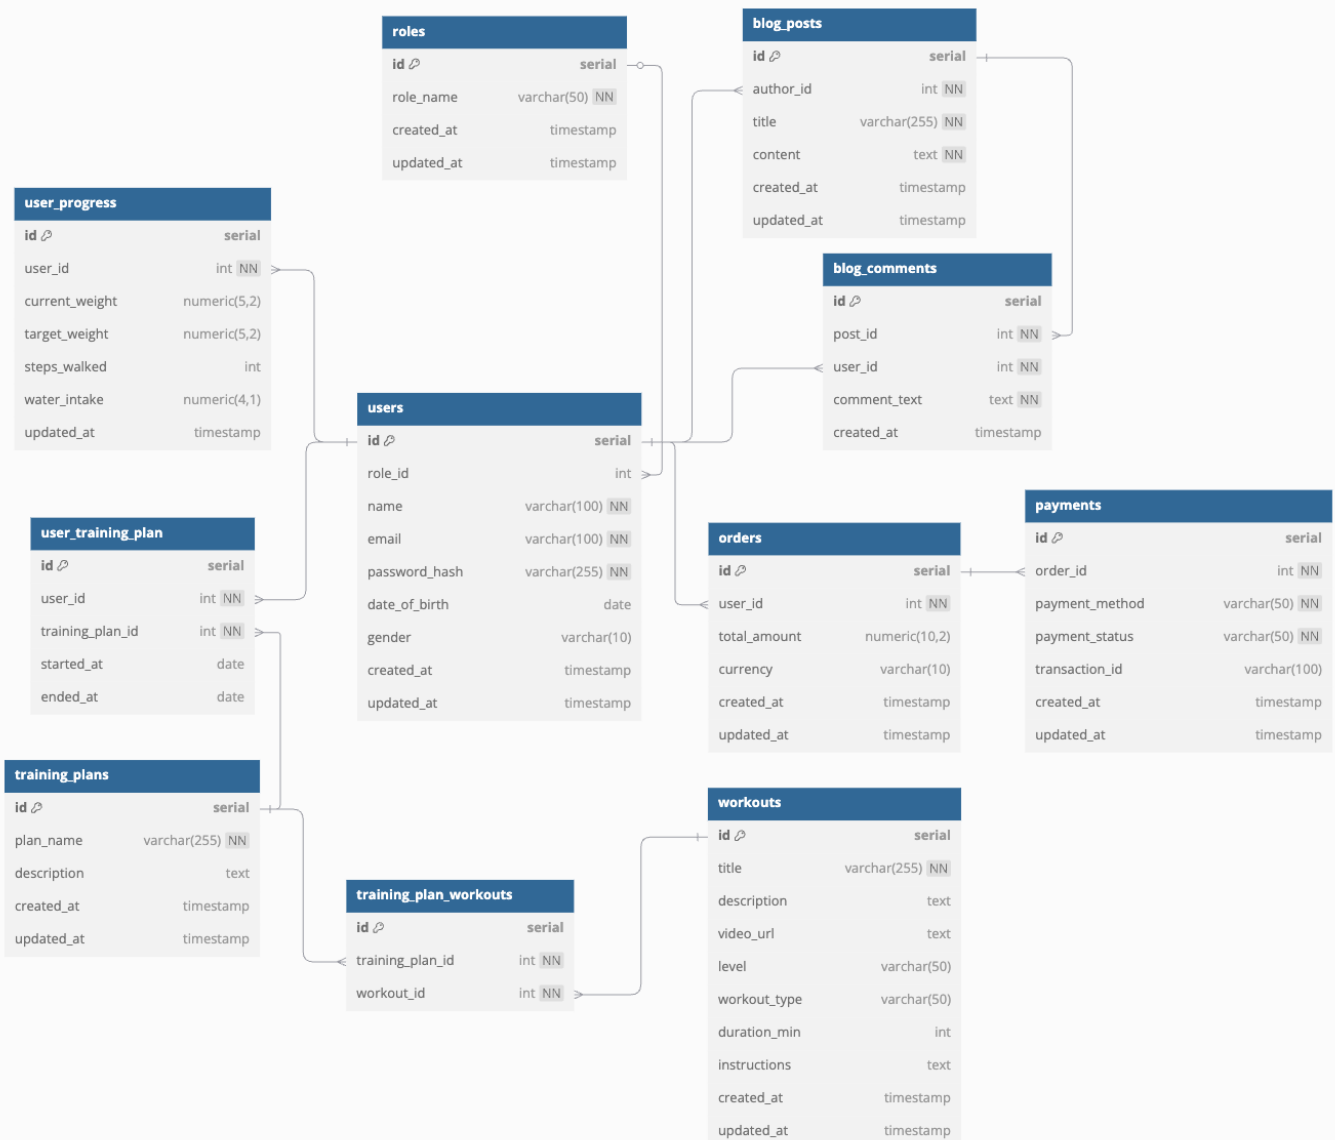 roles
id serial
role_name varchar(50) NN
created_at timestamp
updated_at timestamp
blog_posts
id serial
author_id int NN
title varchar(255) NN
content text NN
created_at timestamp
updated_at timestamp
user_progress
id serial
user_id int NN
current_weight numeric(5,2)
target_weight numeric(5,2)
steps_walked int
water_intake numeric(4,1)
updated_at timestamp
blog_comments
id serial
post_id int NN
user_id int NN
comment_text text NN
created_at timestamp
users
id serial
role_id int
name varchar(100) NN
email varchar(100) NN
password_hash varchar(255) NN
date_of_birth date
gender varchar(10)
created_at timestamp
updated_at timestamp
user_training_plan
id serial
user_id int NN
training_plan_id int NN
started_at date
ended_at date
orders
id serial
user_id int NN
total_amount numeric(10,2)
currency varchar(10)
created_at timestamp
updated_at timestamp
payments
id serial
order_id int NN
payment_method varchar(50) NN
payment_status varchar(50) NN
transaction_id varchar(100)
created_at timestamp
updated_at timestamp
training_plans
id serial
plan_name varchar(255) NN
description text
created_at timestamp
updated_at timestamp
training_plan_workouts
id serial
training_plan_id int NN
workout_id int NN
workouts
id serial
title varchar(255) NN
description text
video_url text
level varchar(50)
workout_type varchar(50)
duration_min int
instructions text
created_at timestamp
updated_at timestamp